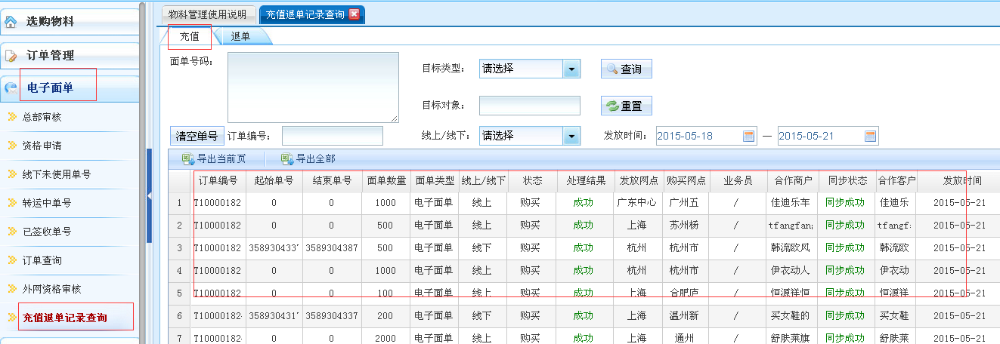 选购物料
订单管理
电子面单
总部审核
资格申请
线下未使用单号
转运中单号
已签收单号
订单查询
外网资格审核
充值退单记录查询
物料管理使用说明 充值退单记录查询
充值 退单
面单号码: 目标类型: 请选择 查询
目标对象: 重置
清空单号 订单编号: 线上/线下: 请选择 发放时间: 2015-05-18 — 2015-05-21
导出当前页 导出全部
订单编号 起始单号 结束单号 面单数量 面单类型 线上/线下 状态 处理结果 发放网点 购买网点 业务员 合作商户 同步状态 合作客户 发放时间
1 T10000182 0 0 1000 电子面单 线上 购买 成功 广东中心 广州五 / 佳迪乐车 同步成功 佳迪乐 2015-05-21
2 T10000182 0 0 500 电子面单 线上 购买 成功 上海 苏州杨 / tfangfan 同步成功 tfangf 2015-05-21
3 T10000182 358930433 3589304387 500 电子面单 线下 购买 成功 杭州 杭州市 / 韩流欧风 同步成功 韩流欧 2015-05-21
4 T10000182 0 0 1000 电子面单 线上 购买 成功 杭州 杭州市 / 伊衣动人 同步成功 伊衣动 2015-05-21
5 T10000182 0 0 100 电子面单 线上 购买 成功 上海 合肥庐 / 恒源祥恒 同步成功 恒源祥 2015-05-21
6 T10000182 358930431 3589304337 200 电子面单 线下 购买 成功 上海 温州新 / 买女鞋的 同步成功 买女鞋 2015-05-21
7 T10000182 0 0 2000 电子面单 线上 购买 成功 上海 通州 / 舒肤莱旗 同步成功 舒肤莱 2015-05-21